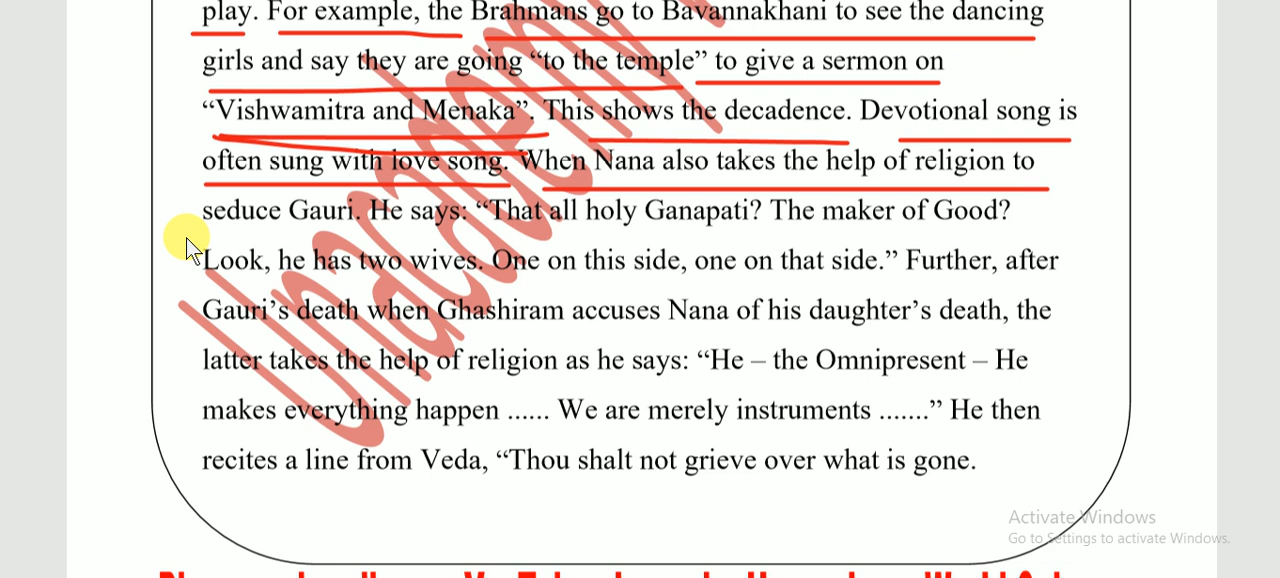 play. For example, the Brahmans go to Bavannakhani to see the dancing
girls and say they are going “to the temple” to give a sermon on
“Vishwamitra and Menaka”. This shows the decadence. Devotional song is
often sung with love song. When Nana also takes the help of religion to
seduce Gauri. He says: “That all holy Ganapati? The maker of Good?
Look, he has two wives. One on this side, one on that side.” Further, after
Gauri’s death when Ghashiram accuses Nana of his daughter’s death, the
latter takes the help of religion as he says: “He – the Omnipresent – He
makes everything happen ...... We are merely instruments .......” He then
recites a line from Veda, “Thou shalt not grieve over what is gone.
Activate Windows
Go to Settings to activate Windows.